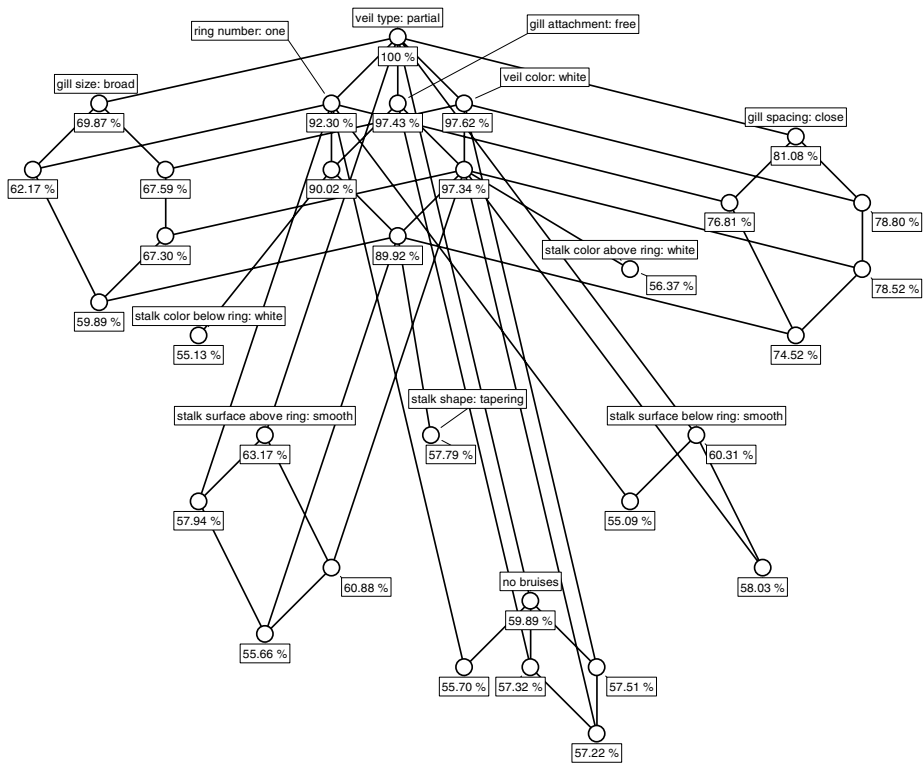 veil type: partial
ring number: one
gill attachment: free
100 %
veil color: white
gill size: broad
69.87 %
92.30 %
97.43 %
97.62 %
gill spacing: close
81.08 %
62.17 %
67.59 %
90.02 %
97.34 %
76.81 %
78.80 %
67.30 %
89.92 %
stalk color above ring: white
56.37 %
78.52 %
59.89 %
stalk color below ring: white
55.13 %
74.52 %
stalk surface above ring: smooth
63.17 %
stalk shape: tapering
57.79 %
stalk surface below ring: smooth
60.31 %
57.94 %
55.09 %
60.88 %
no bruises
59.89 %
58.03 %
55.66 %
55.70 %
57.32 %
57.51 %
57.22 %